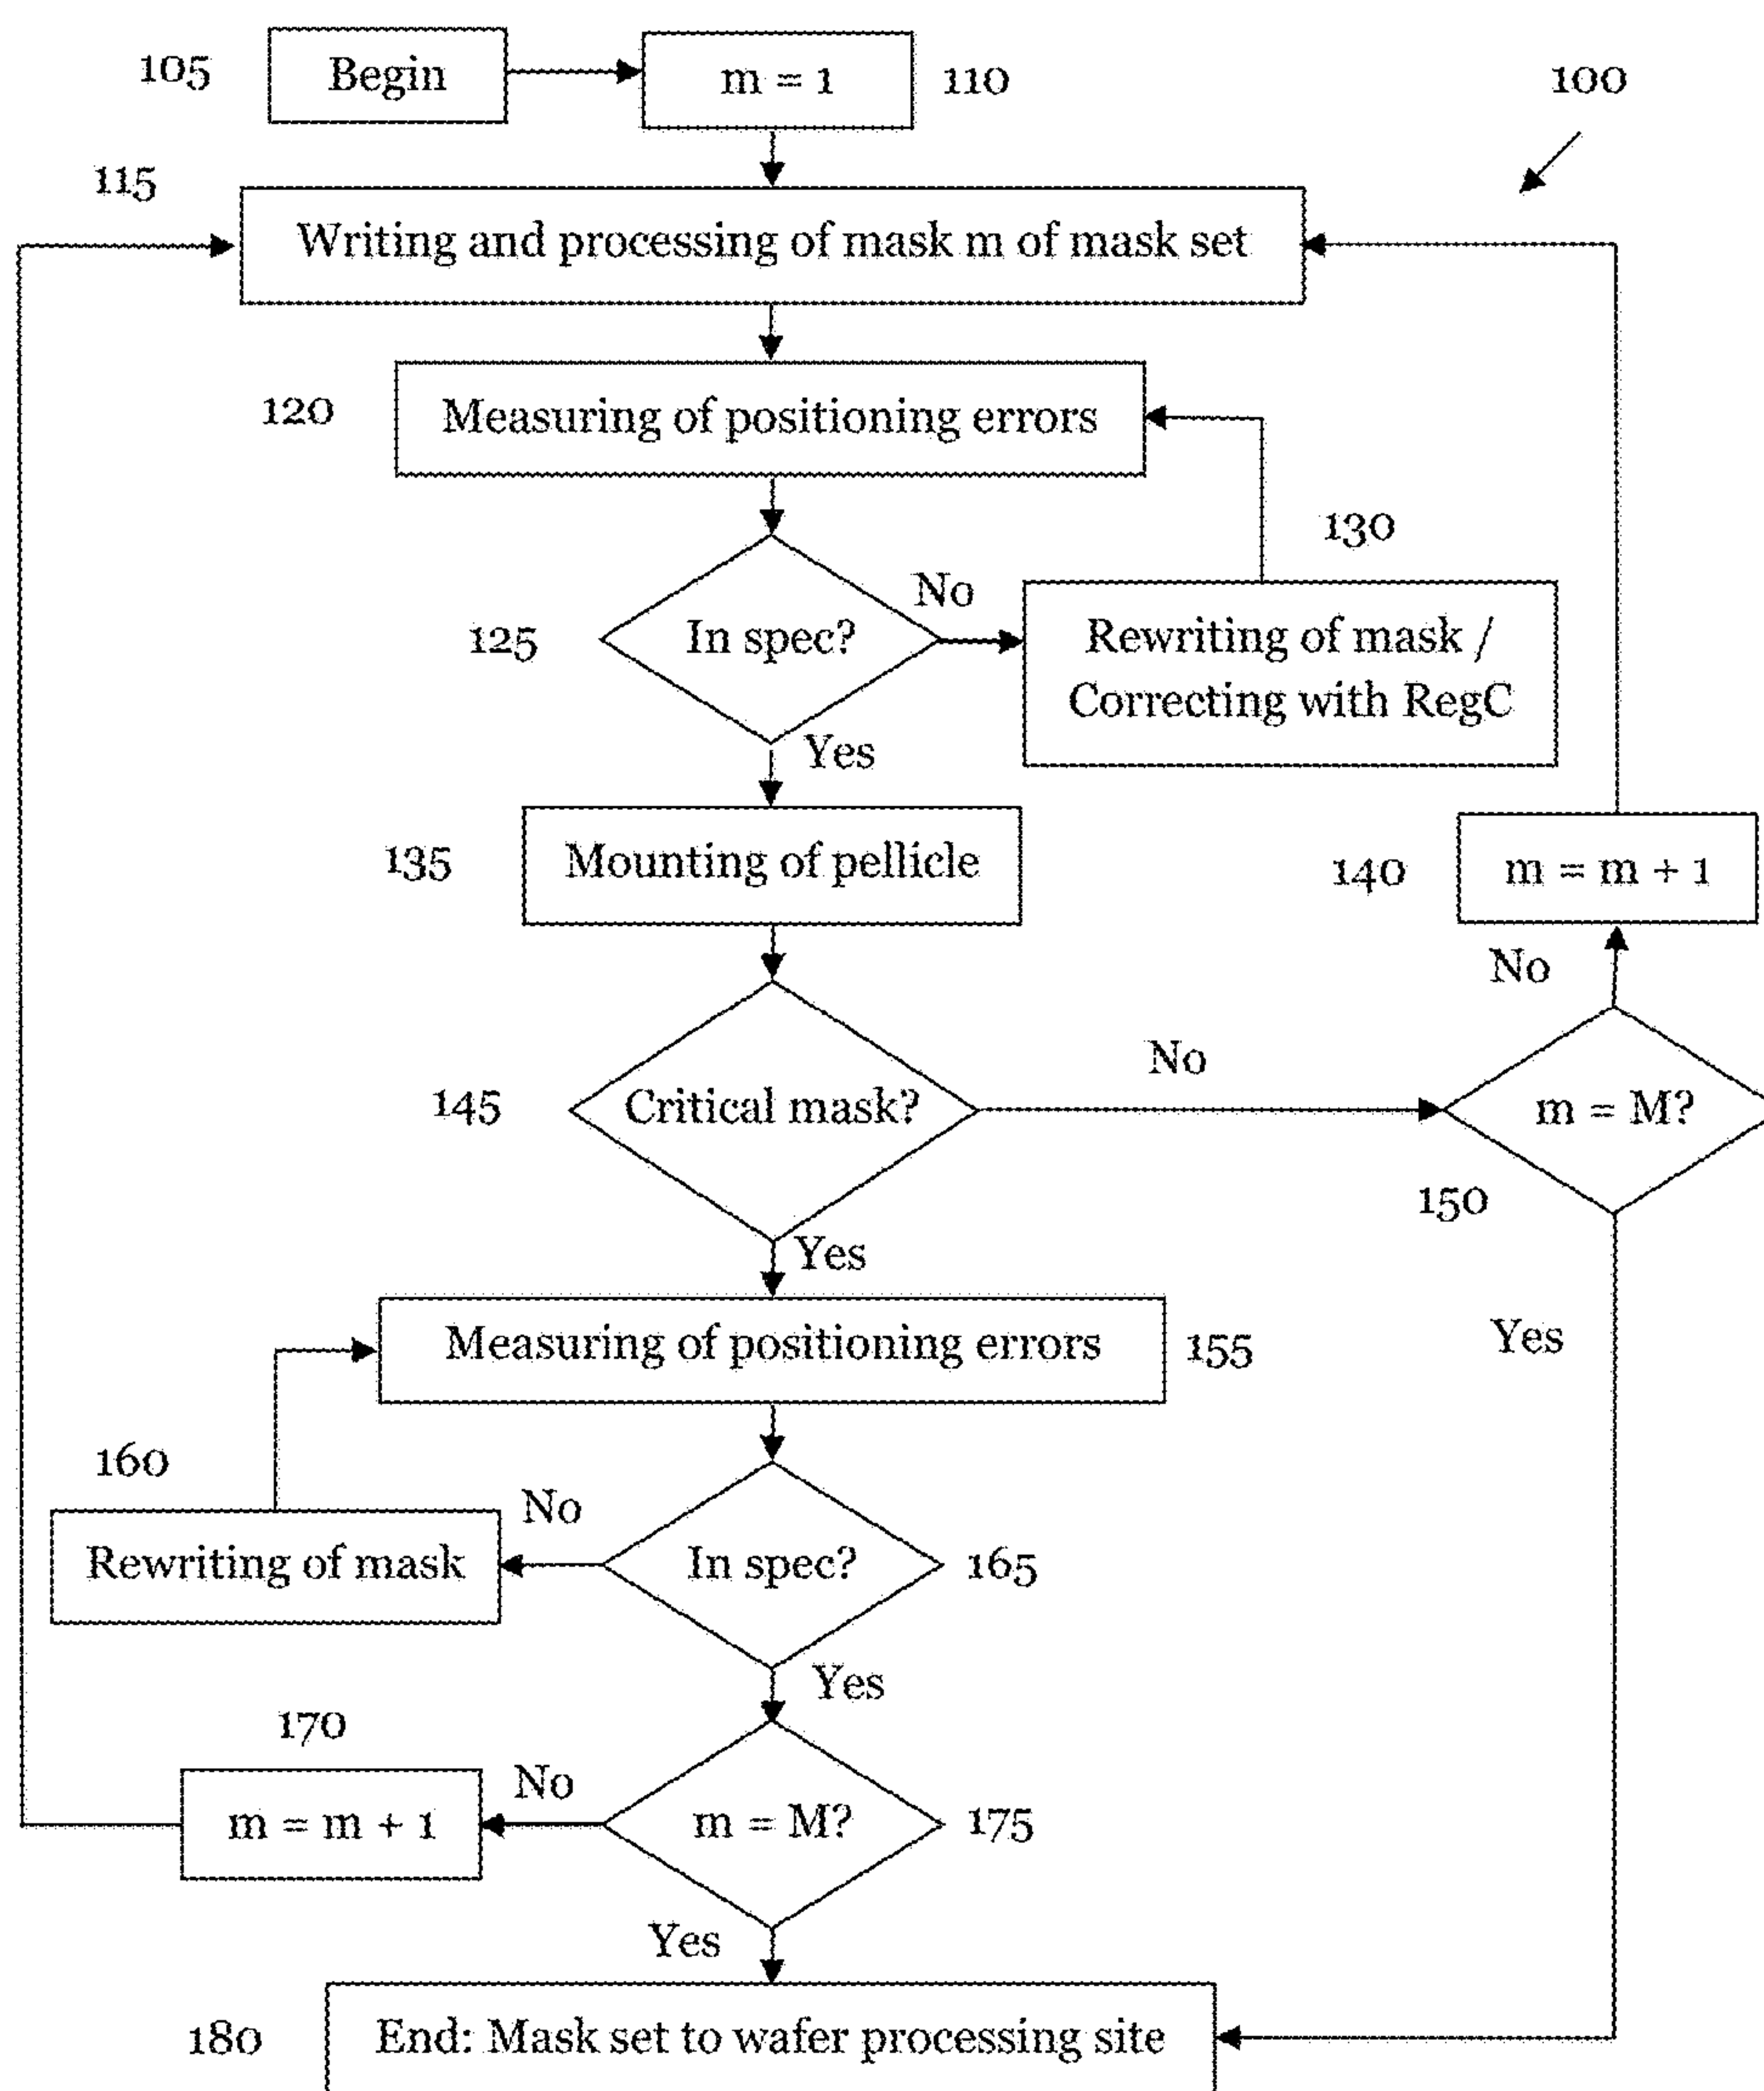 105
Begin
m = 1
110
100
115
Writing and processing of mask m of mask set
120
Measuring of positioning errors
130
No
125
In spec?
Rewriting of mask /
Correcting with RegC
Yes
135
Mounting of pellicle
140
m = m + 1
No
145
Critical mask?
No
m = M?
150
Yes
Measuring of positioning errors
155
Yes
160
No
Rewriting of mask
In spec?
165
Yes
170
No
m = m + 1
m = M?
175
Yes
180
End: Mask set to wafer processing site